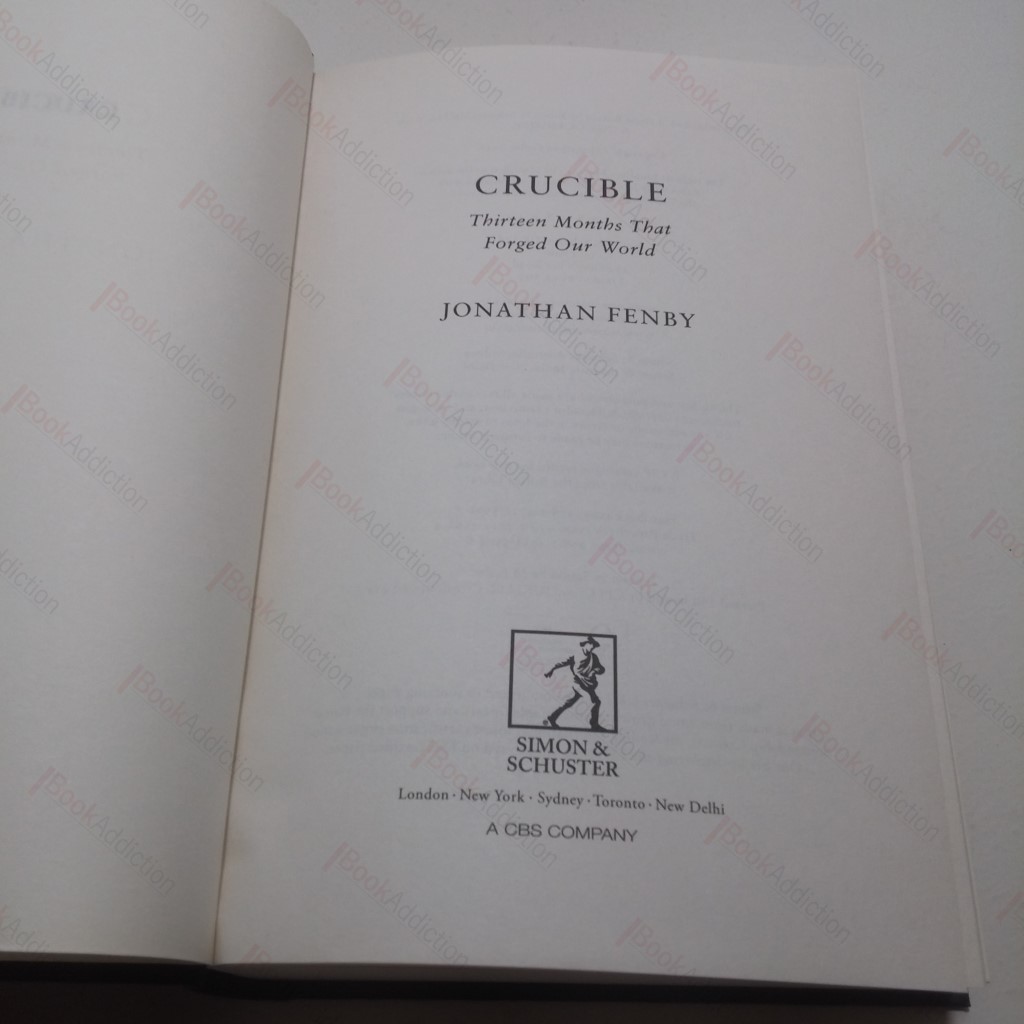 CRUCIBLE
Thirteen Months That
Forged Our World
JONATHAN FENBY
SIMON &
SCHUSTER
London · New York · Sydney · Toronto · New Delhi
A CBS COMPANY
BookAddiction